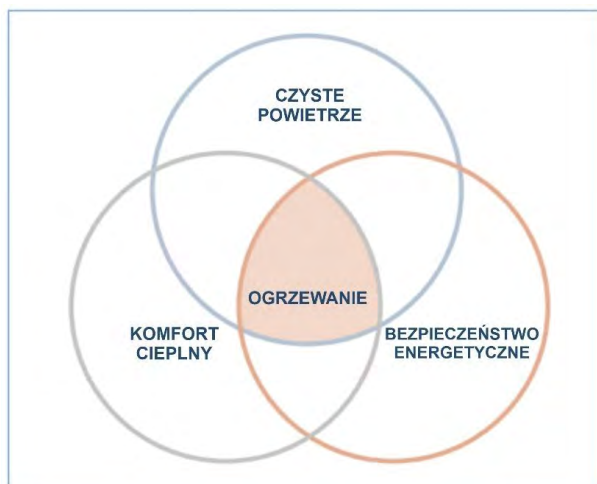 CZYSTE
POWIETRZE
OGRZEWANIE
KOMFORT
CIEPLNY
BEZPIECZEŃSTWO
ENERGETYCZNE